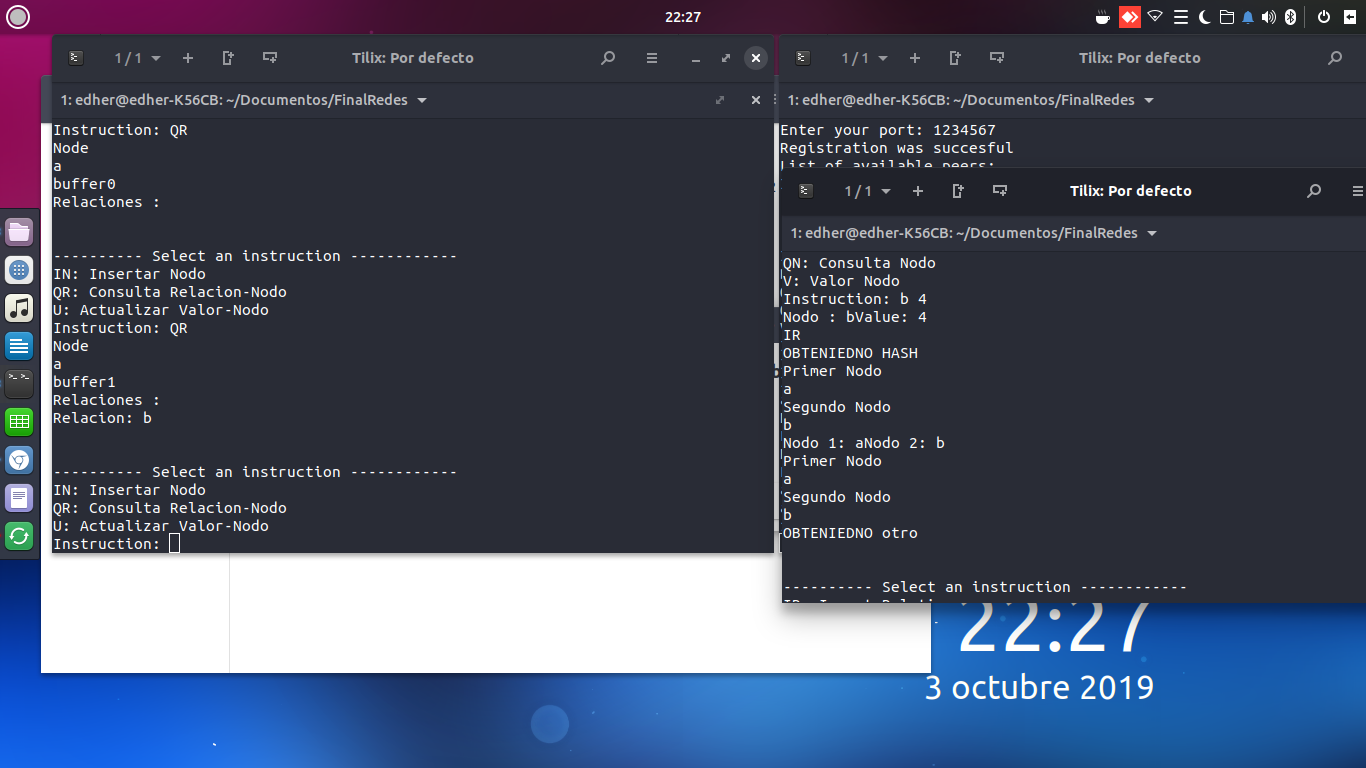 22:27
1 / 1
Tilix: Por defecto
1: edher@edher-K56CB: ~/Documentos/FinalRedes
Instruction: QR
Node
a
buffer0
Relaciones :
---------- Select an instruction ------------
IN: Insertar Nodo
QR: Consulta Relacion-Nodo
U: Actualizar Valor-Nodo
Instruction: QR
Node
a
buffer1
Relaciones :
Relacion: b
---------- Select an instruction ------------
IN: Insertar Nodo
QR: Consulta Relacion-Nodo
U: Actualizar Valor-Nodo
Instruction:
1 / 1
Tilix: Por defecto
1: edher@edher-K56CB: ~/Documentos/FinalRedes
Enter your port: 1234567
Registration was succesful
List of available peers:
1 / 1
Tilix: Por defecto
1: edher@edher-K56CB: ~/Documentos/FinalRedes
QN: Consulta Nodo
V: Valor Nodo
Instruction: b 4
Nodo : bValue: 4
IR
OBTENIEDNO HASH
Primer Nodo
a
Segundo Nodo
b
Nodo 1: aNodo 2: b
Primer Nodo
a
Segundo Nodo
b
OBTENIEDNO otro
---------- Select an instruction ------------
22:27
3 octubre 2019